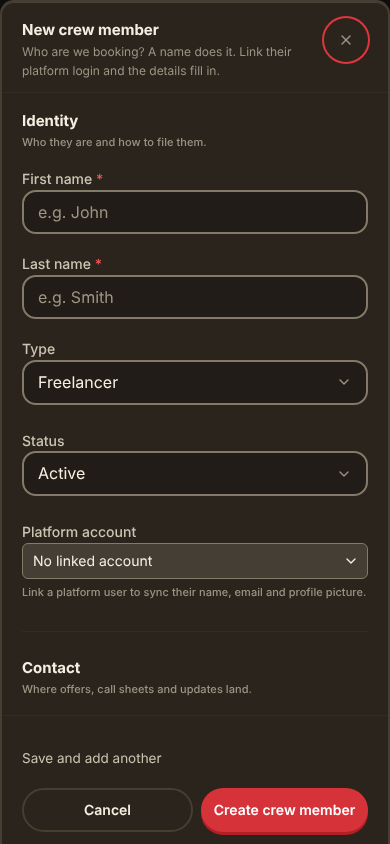 New crew member
Who are we booking? A name does it. Link their
platform login and the details fill in.
Identity
Who they are and how to file them.
First name *
e.g. John
Last name *
e.g. Smith
Type
Freelancer
Status
Active
Platform account
No linked account
Link a platform user to sync their name, email and profile picture.
Contact
Where offers, call sheets and updates land.
Save and add another
Cancel
Create crew member